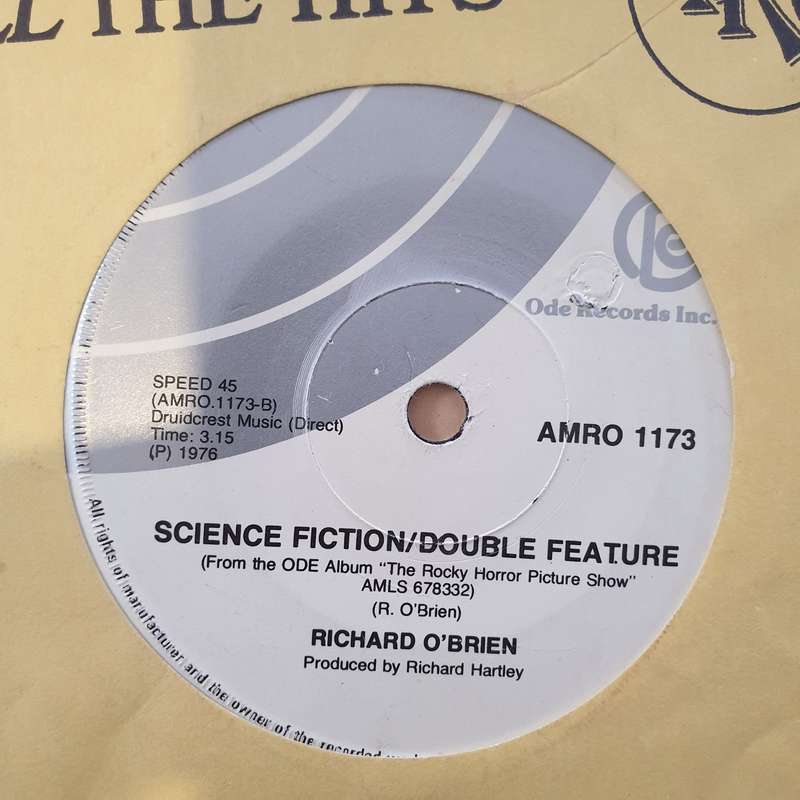 THE HITS
Ode Records Inc.
SPEED 45
(AMRO.1173-B)
Druidcrest Music (Direct)
Time: 3.15
(P) 1976
AMRO 1173
SCIENCE FICTION/DOUBLE FEATURE
(From the ODE Album "The Rocky Horror Picture Show"
AMLS 678332)
(R. O'Brien)
RICHARD O'BRIEN
Produced by Richard Hartley
All rights of manufacturer and the owner of the recorded